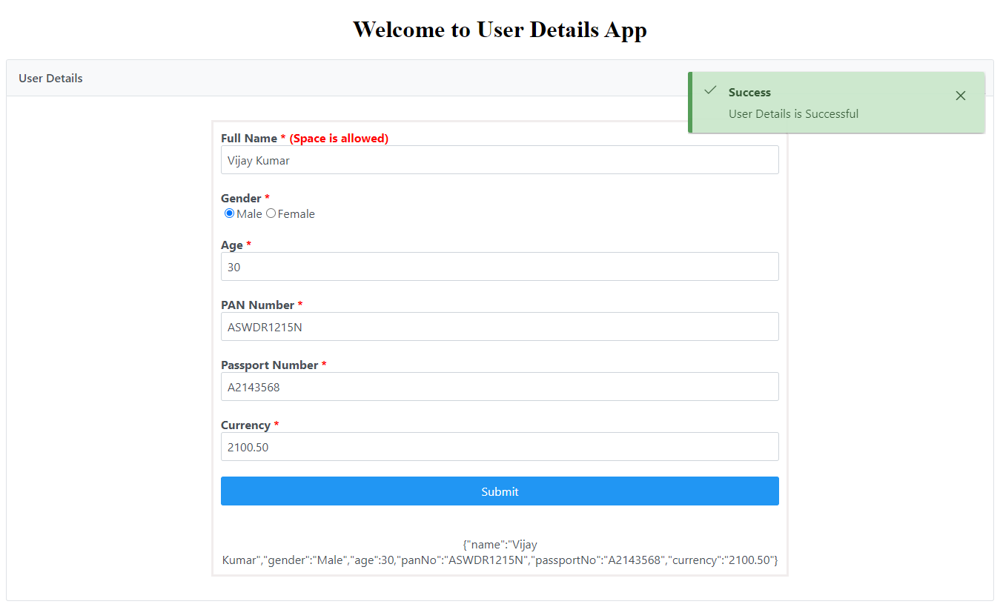 Welcome to User Details App
User Details
Success
User Details is Successful
Full Name * (Space is allowed)
Vijay Kumar
Gender *
Male Female
Age *
30
PAN Number *
ASWDR1215N
Passport Number *
A2143568
Currency *
2100.50
Submit
{"name":"Vijay
Kumar","gender":"Male","age":30,"panNo":"ASWDR1215N","passportNo":"A2143568","currency":"2100.50"}